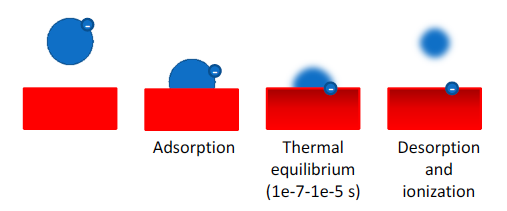 Adsorption
Thermal
equilibrium
(1e-7-1e-5 s)
Desorption
and
ionization